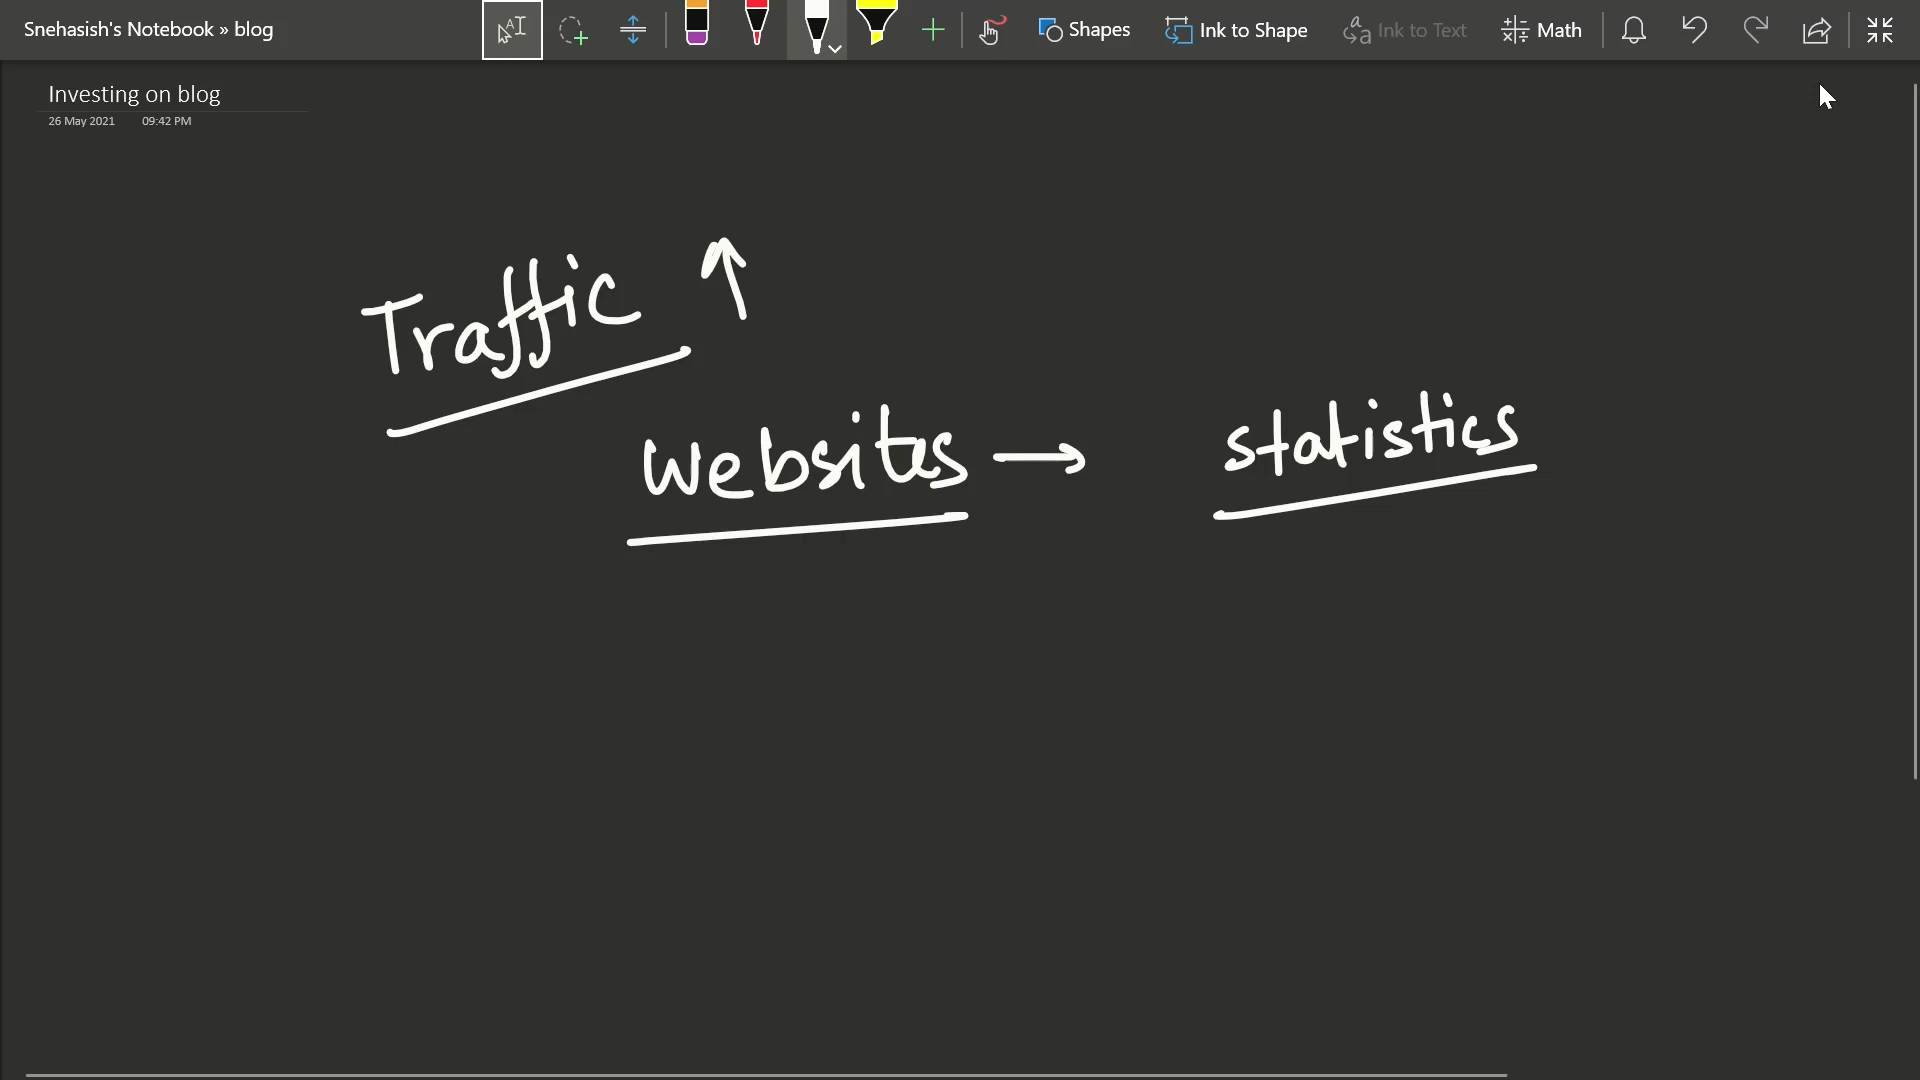 Snehasish's Notebook » blog
Shapes
Ink to Shape
Ink to Text
Math
Investing on blog
26 May 2021 09:42 PM
Traffic ↑
Websites → statistics